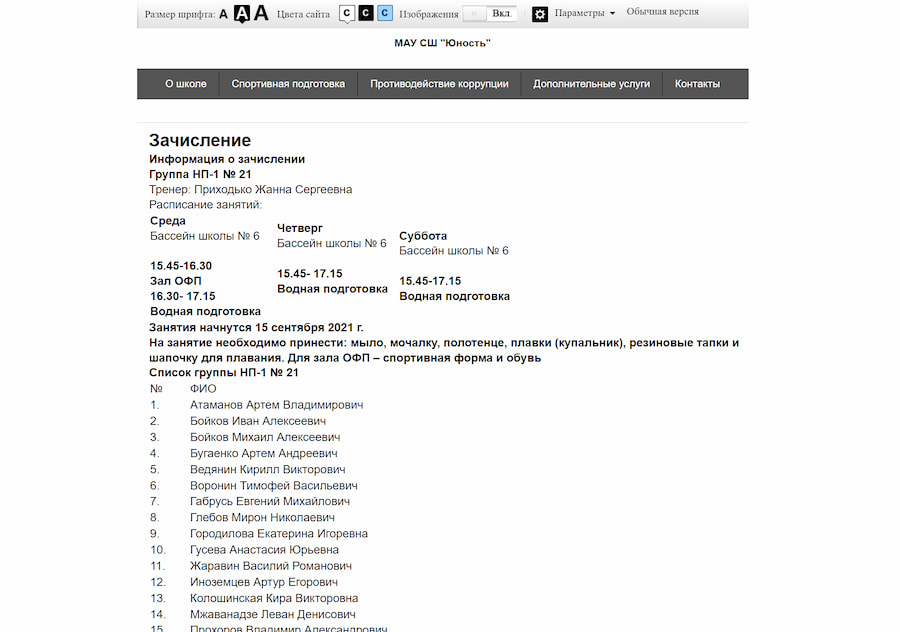 Размер шрифта: А А А Цвета сайта С С С Изображения Вкл. Параметры Обычная версия
МАУ СШ "Юность"
О школе Спортивная подготовка Противодействие коррупции Дополнительные услуги Контакты
Зачисление
Информация о зачислении
Группа НП-1 № 21
Тренер: Приходько Жанна Сергеевна
Расписание занятий:
Среда
Бассейн школы № 6
15.45-16.30
Зал ОФП
16.30- 17.15
Водная подготовка
Четверг
Бассейн школы № 6
15.45- 17.15
Водная подготовка
Суббота
Бассейн школы № 6
15.45-17.15
Водная подготовка
Занятия начнутся 15 сентября 2021 г.
На занятие необходимо принести: мыло, мочалку, полотенце, плавки (купальник), резиновые тапки и
шапочку для плавания. Для зала ОФП – спортивная форма и обувь
Список группы НП-1 № 21
№ ФИО
1. Атаманов Артем Владимирович
2. Бойков Иван Алексеевич
3. Бойков Михаил Алексеевич
4. Бугаенко Артем Андреевич
5. Ведянин Кирилл Викторович
6. Воронин Тимофей Васильевич
7. Габрусь Евгений Михайлович
8. Глебов Мирон Николаевич
9. Городилова Екатерина Игоревна
10. Гусева Анастасия Юрьевна
11. Жаравин Василий Романович
12. Иноземцев Артур Егорович
13. Колошинская Кира Викторовна
14. Мжаванадзе Леван Денисович
15. Прохоров Владимир Александрович